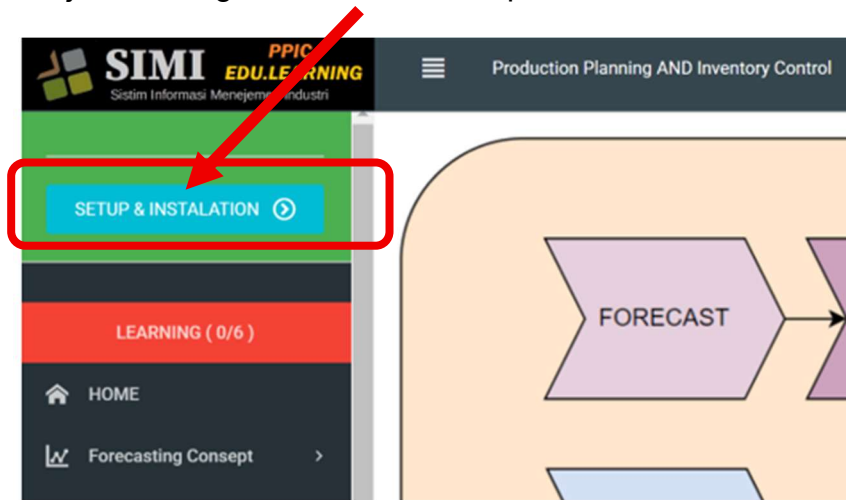 SIMI PPIC
EDU.LEARNING
Sistim Informasi Menejemen Industri
Production Planning AND Inventory Control
SETUP & INSTALATION
LEARNING ( 0/6 )
HOME
Forecasting Consept
FORECAST